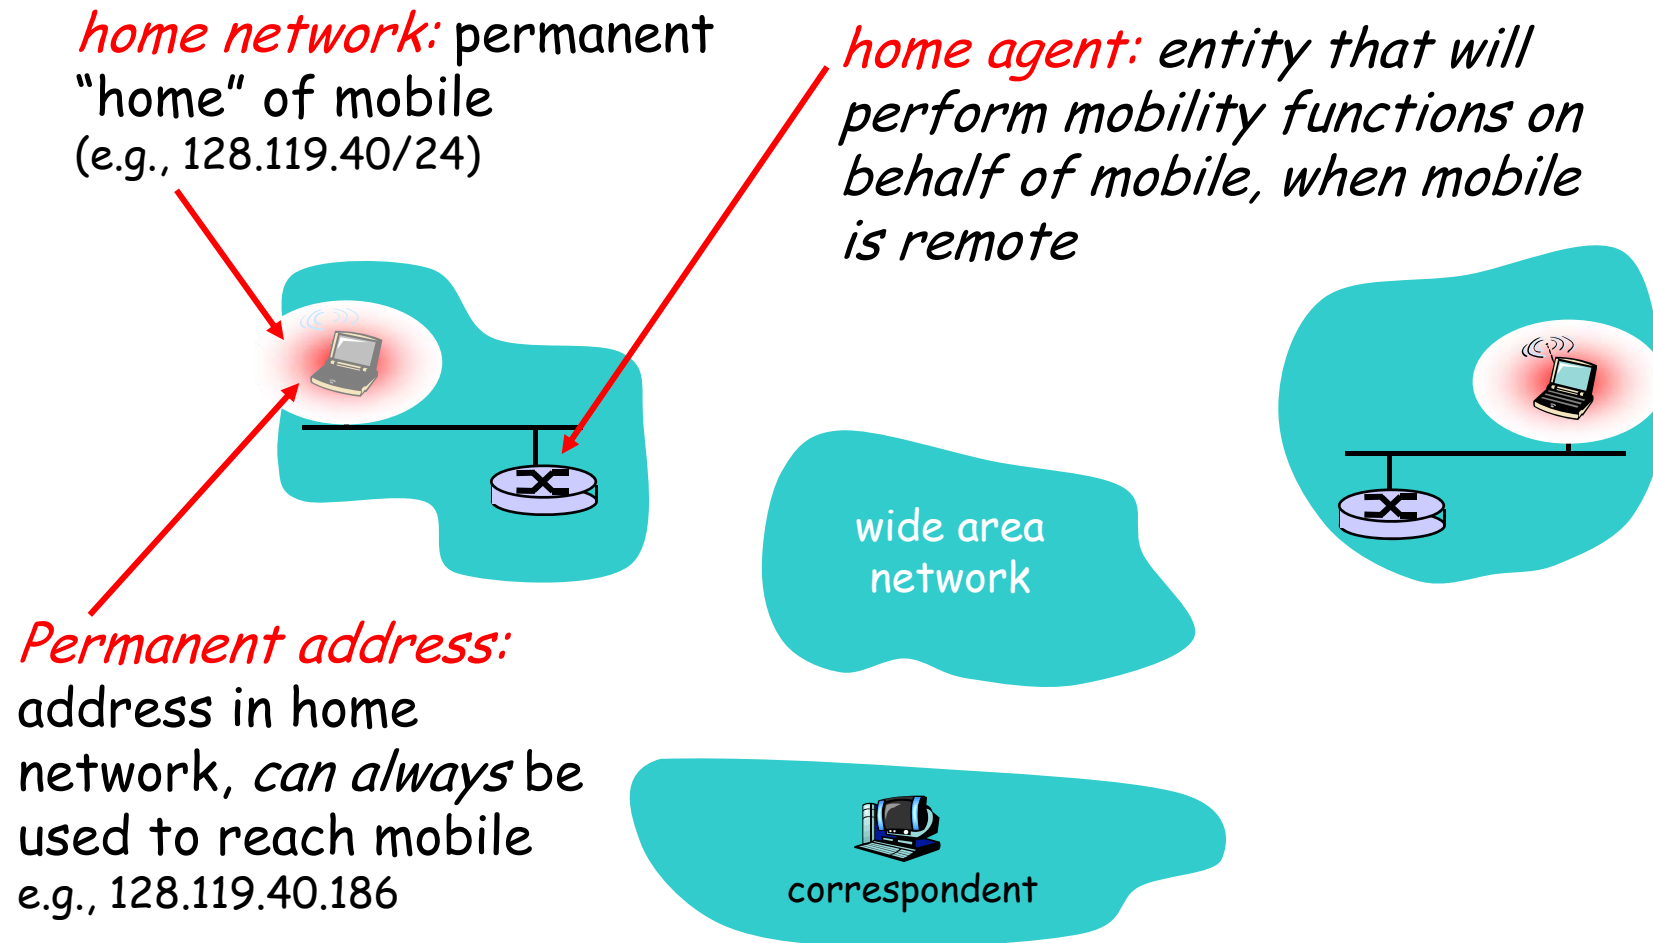 home network: permanent
“home” of mobile
(e.g., 128.119.40/24)
home agent: entity that will
perform mobility functions on
behalf of mobile, when mobile
is remote
wide area
network
Permanent address:
address in home
network, can always be
used to reach mobile
e.g., 128.119.40.186
correspondent